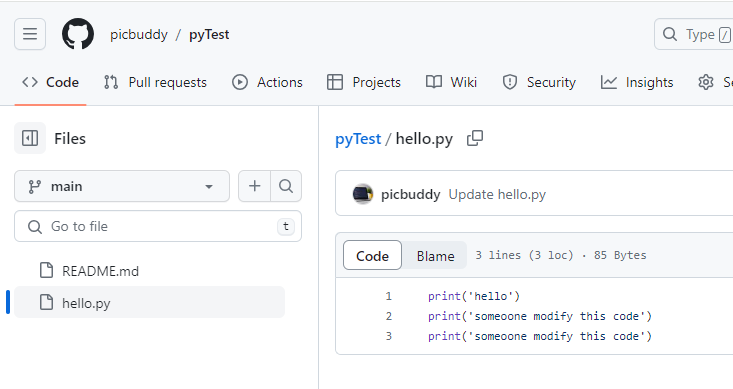 picbuddy / pyTest
Type /
Code Pull requests Actions Projects Wiki Security Insights Se
Files
main
Go to file t
README.md
hello.py
pyTest / hello.py
picbuddy Update hello.py
Code Blame 3 lines (3 loc) · 85 Bytes
1 print('hello')
2 print('someoone modify this code')
3 print('someoone modify this code')